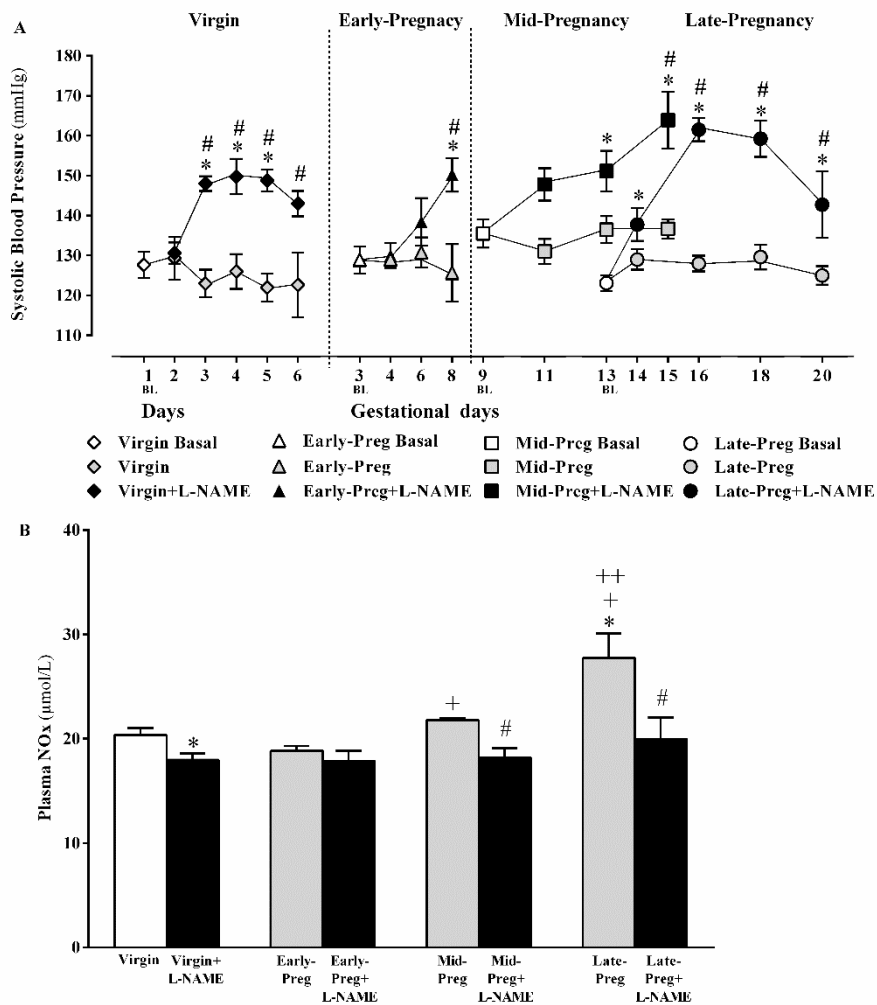 A
Virgin
Early-Pregnacy
Mid-Pregnancy
Late-Pregnancy
Systolic Blood Pressure (mmHg)
180
170
160
150
140
130
120
110
# # # #
* * *
#
*
*
#
*
*
#
*
#
*
#
*
1 2 3 4 5 6
BL
3 4 6 8
BL
9 11 13 14 15 16 18 20
BL BL
Days
Gestational days
Virgin Basal
Early-Preg Basal
Mid-Preg Basal
Late-Preg Basal
Virgin
Early-Preg
Mid-Preg
Late-Preg
Virgin+L-NAME
Early-Preg+L-NAME
Mid-Preg+L-NAME
Late-Preg+L-NAME
B
Plasma NOx (µmol/L)
40
30
20
10
0
*
+
#
++
+
*
#
Virgin
Virgin+
L-NAME
Early-
Preg
Early-
Preg+
L-NAME
Mid-
Preg
Mid-
Preg+
L-NAME
Late-
Preg
Late-
Preg+
L-NAME